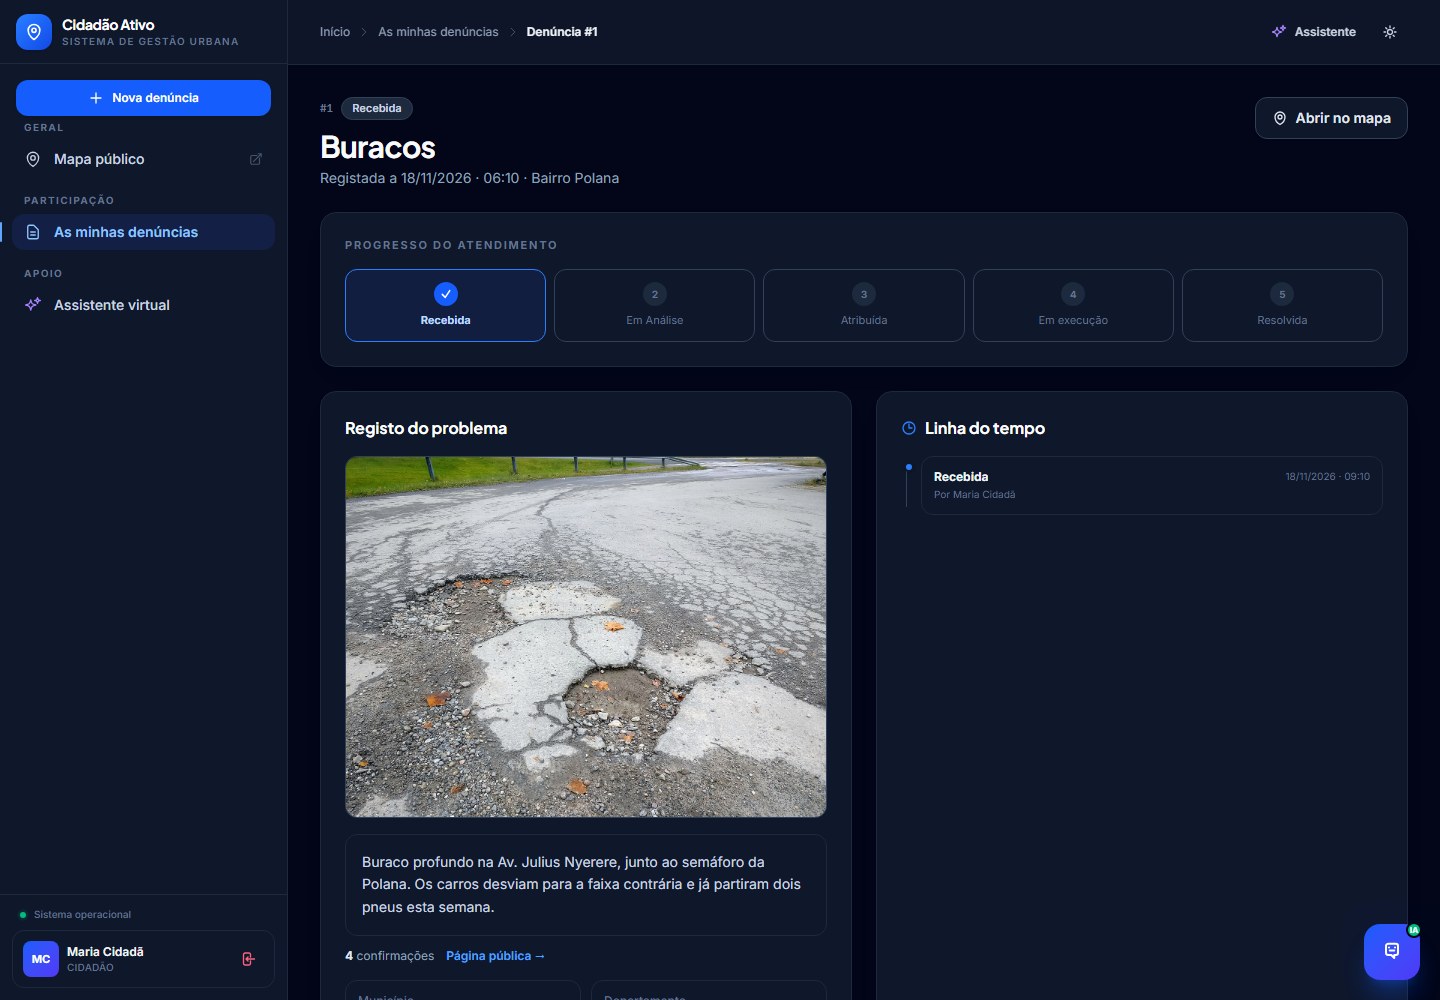 Cidadão Ativo
SISTEMA DE GESTÃO URBANA
Nova denúncia
GERAL
Mapa público
PARTICIPAÇÃO
As minhas denúncias
APOIO
Assistente virtual
Sistema operacional
MC
Maria Cidadã
CIDADÃO
Início
As minhas denúncias
Denúncia #1
Assistente
#1
Recebida
Buracos
Registada a 18/11/2026 · 06:10 · Bairro Polana
Abrir no mapa
PROGRESSO DO ATENDIMENTO
Recebida
2
Em Análise
3
Atribuída
4
Em execução
5
Resolvida
Registo do problema
Buraco profundo na Av. Julius Nyerere, junto ao semáforo da
Polana. Os carros desviam para a faixa contrária e já partiram dois
pneus esta semana.
4 confirmações
Página pública →
Município
Departamento
Linha do tempo
Recebida
18/11/2026 · 09:10
Por Maria Cidadã
IA